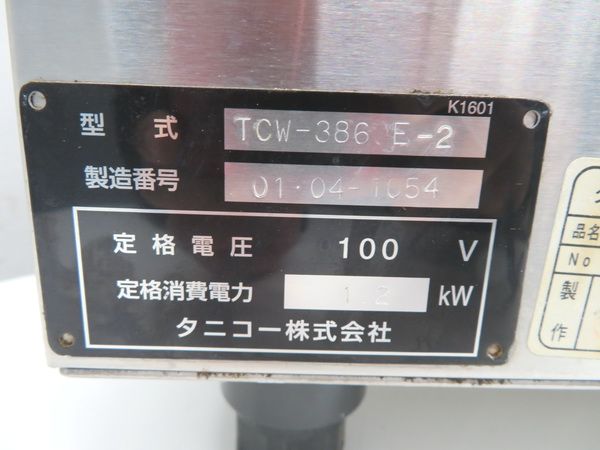 K1601
型 式 TCW-386 E-2
製造番号 01・04-1054
定格電圧 100 V
定格消費電力 1.2 kW
タニコー株式会社
品名
No
製
作